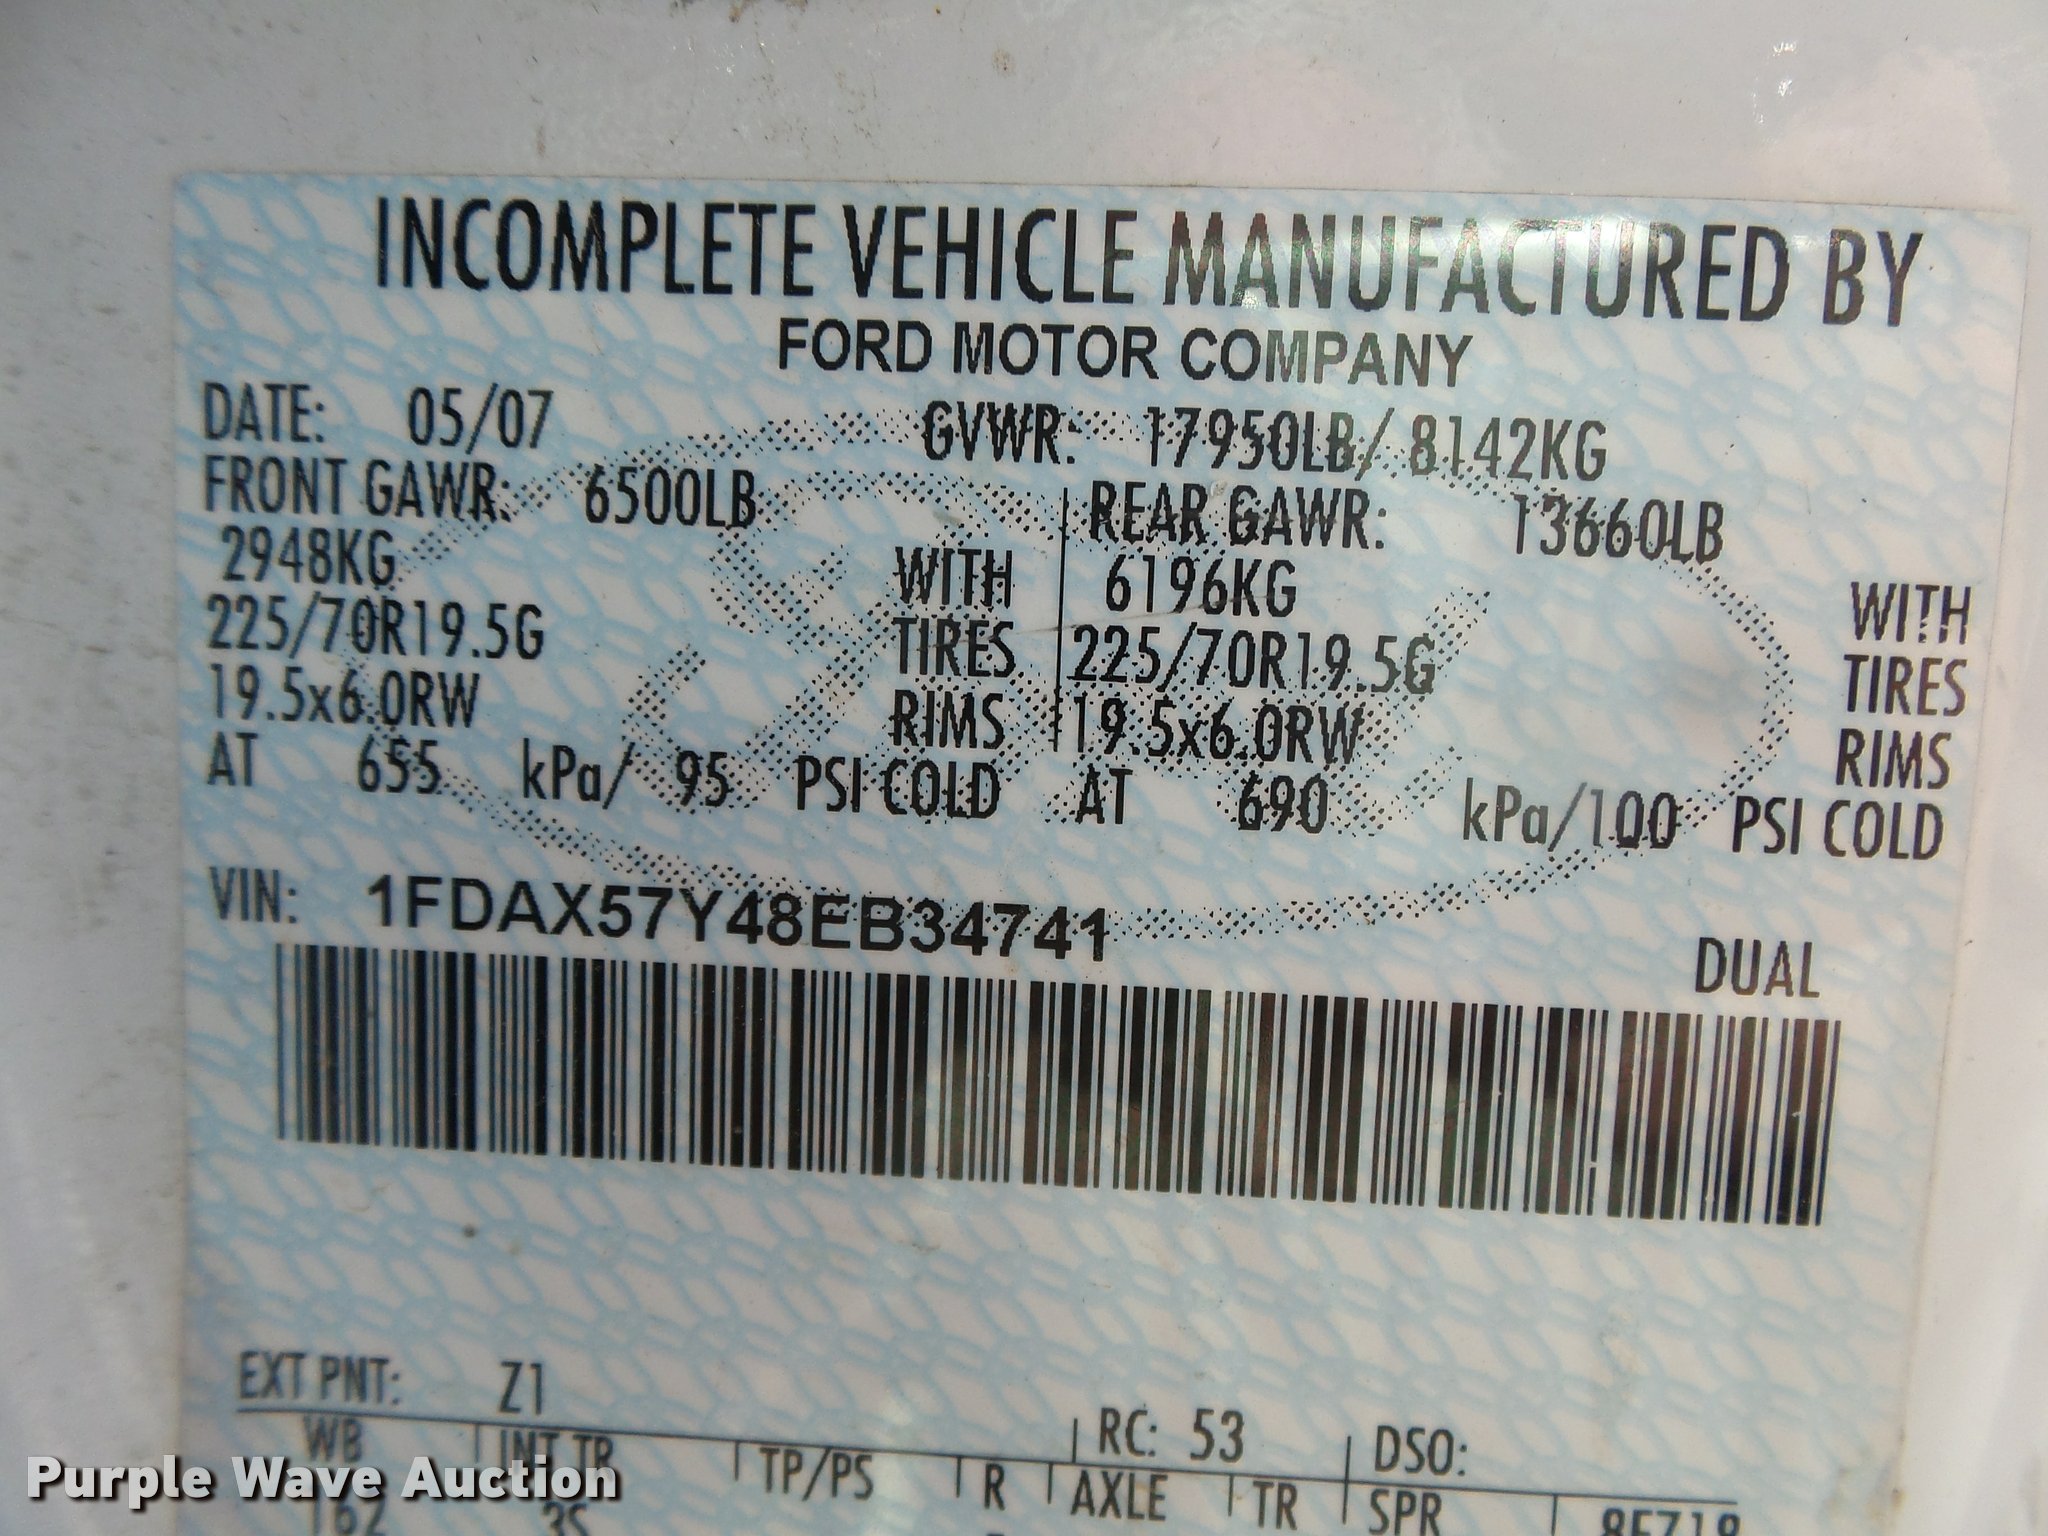 INCOMPLETE VEHICLE MANUFACTURED BY
FORD MOTOR COMPANY
DATE: 05/07 GVWR: 17950LB/ 8142KG
FRONT GAWR: 6500LB REAR GAWR: 13660LB
2948KG WITH 6196KG WITH
225/70R19.5G TIRES 225/70R19.5G TIRES
19.5x6.0RW RIMS 19.5x6.0RW RIMS
AT 655 kPa/ 95 PSI COLD AT 690 kPa/100 PSI COLD
VIN: 1FDAX57Y48EB34741
DUAL
EXT PNT: Z1 RC: 53 DSO:
WB INT TR TP/PS R AXLE TR SPR
162 3S
Purple Wave Auction